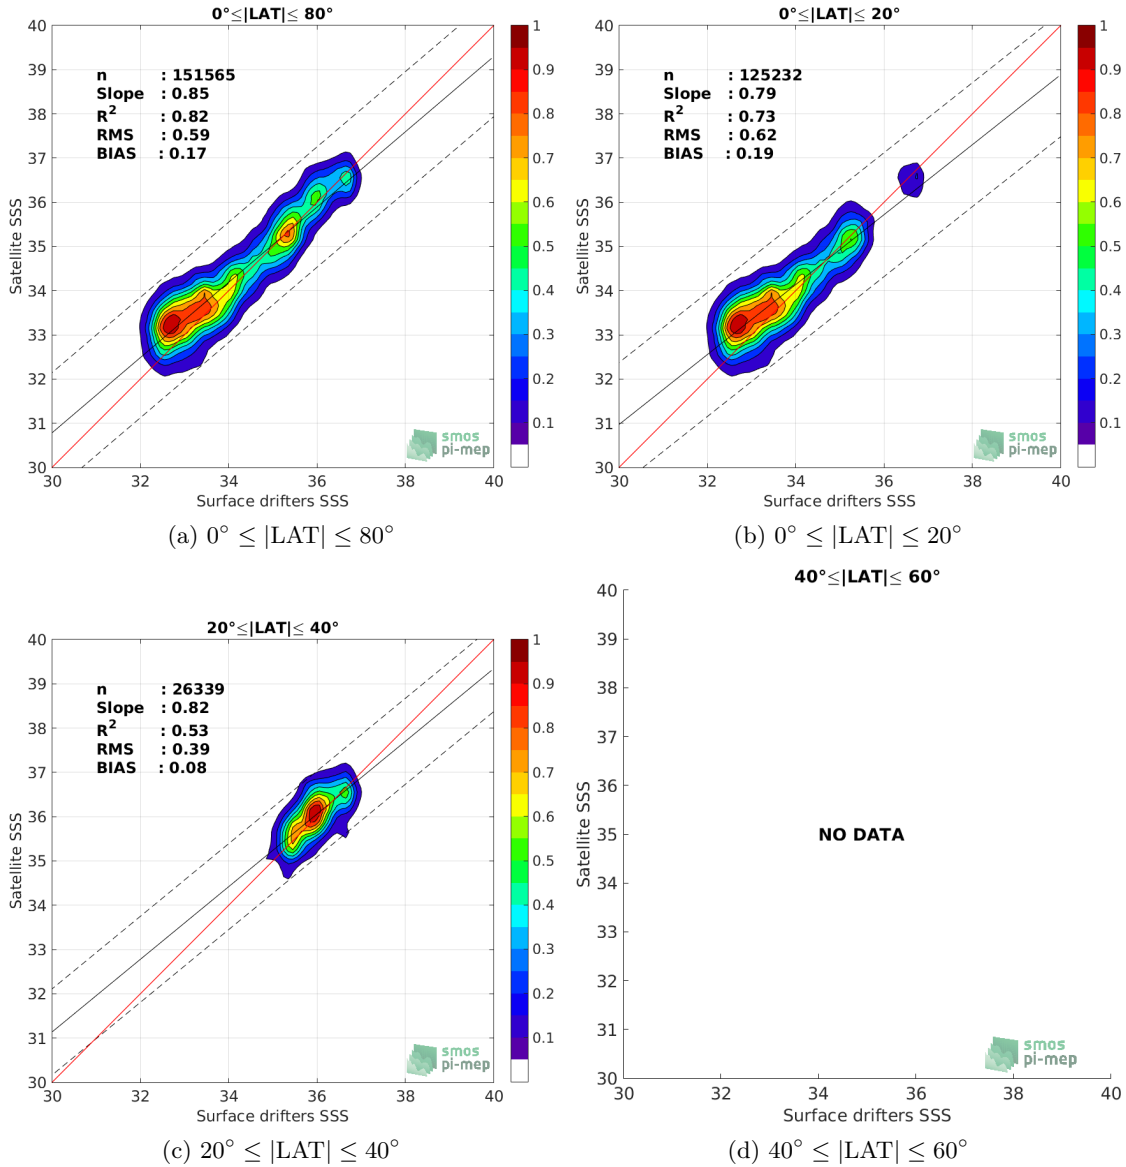 0°≤|LAT|≤ 80°
n : 151565
Slope : 0.85
R2 : 0.82
RMS : 0.59
BIAS : 0.17
Satellite SSS
40
39
38
37
36
35
34
33
32
31
30
30 32 34 36 38 40
Surface drifters SSS
1
0.9
0.8
0.7
0.6
0.5
0.4
0.3
0.2
0.1
smos
pi-mep
(a) 0° ≤ |LAT| ≤ 80°
0°≤|LAT|≤ 20°
n : 125232
Slope : 0.79
R2 : 0.73
RMS : 0.62
BIAS : 0.19
Satellite SSS
40
39
38
37
36
35
34
33
32
31
30
30 32 34 36 38 40
Surface drifters SSS
1
0.9
0.8
0.7
0.6
0.5
0.4
0.3
0.2
0.1
smos
pi-mep
(b) 0° ≤ |LAT| ≤ 20°
20°≤|LAT|≤ 40°
n : 26339
Slope : 0.82
R2 : 0.53
RMS : 0.39
BIAS : 0.08
Satellite SSS
40
39
38
37
36
35
34
33
32
31
30
30 32 34 36 38 40
Surface drifters SSS
1
0.9
0.8
0.7
0.6
0.5
0.4
0.3
0.2
0.1
smos
pi-mep
(c) 20° ≤ |LAT| ≤ 40°
40°≤|LAT|≤ 60°
NO DATA
Satellite SSS
40
39
38
37
36
35
34
33
32
31
30
30 32 34 36 38 40
Surface drifters SSS
smos
pi-mep
(d) 40° ≤ |LAT| ≤ 60°